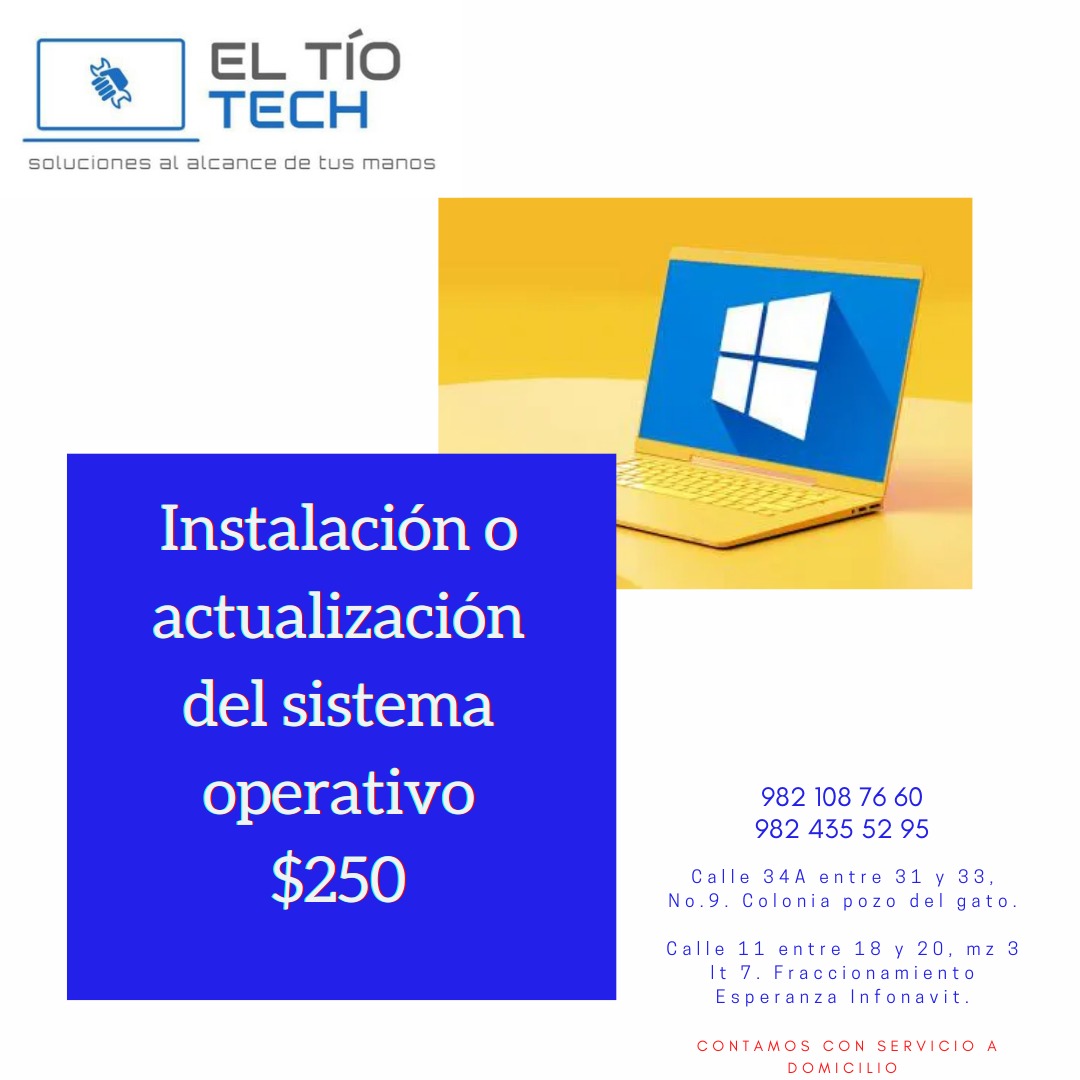 EL TÍO
TECH
soluciones al alcance de tus manos
Instalación o
actualización
del sistema
operativo
$250
982 108 76 60
982 435 52 95
Calle 34A entre 31 y 33,
No.9. Colonia pozo del gato.
Calle 11 entre 18 y 20, mz 3
lt 7. Fraccionamiento
Esperanza Infonavit.
CONTAMOS CON SERVICIO A
DOMICILIO